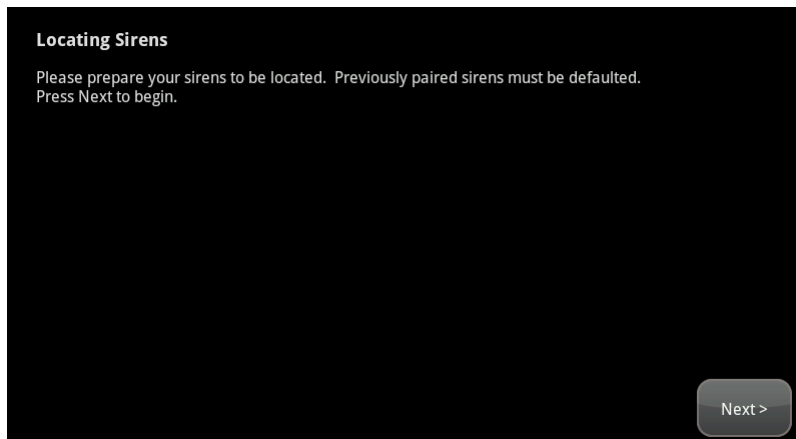 Locating Sirens
Please prepare your sirens to be located.  Previously paired sirens must be defaulted.
Press Next to begin.
Next >